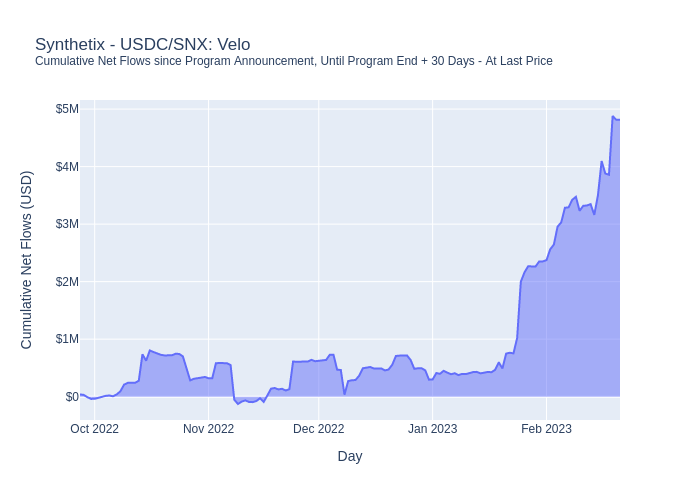 Synthetix - USDC/SNX: Velo
Cumulative Net Flows since Program Announcement, Until Program End + 30 Days - At Last Price
Cumulative Net Flows (USD)
$5M
$4M
$3M
$2M
$1M
$0
Oct 2022
Nov 2022
Dec 2022
Jan 2023
Feb 2023
Day